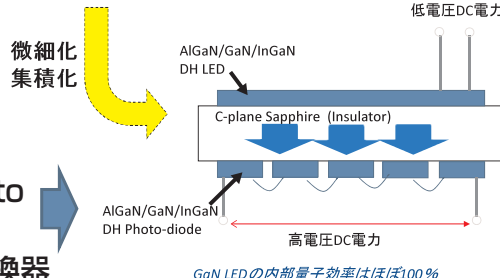 低電圧DC電力
微細化
集積化
AlGaN/GaN/InGaN
DH LED
C-plane Sapphire (Insulator)
to
AlGaN/GaN/InGaN
DH Photo-diode
高電圧DC電力
換器
GaN LEDの内部量子効率はほぼ100%